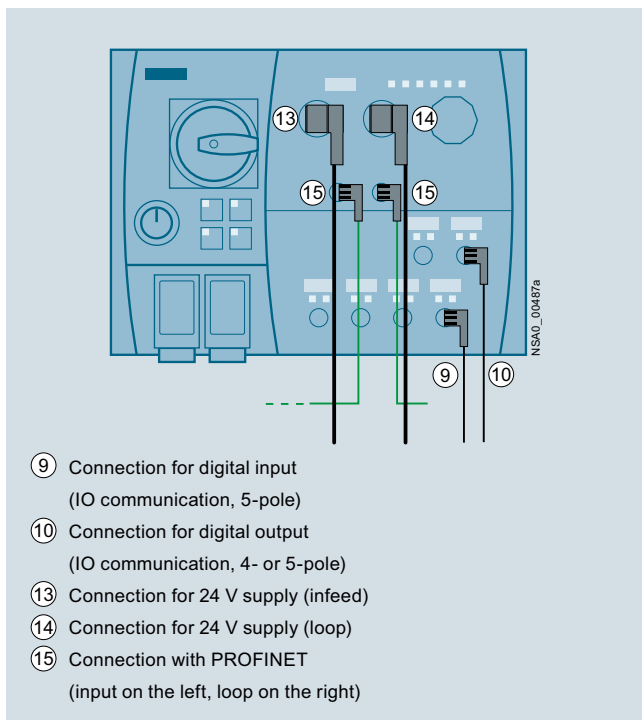 13
14
15
15
NSA0_00487a
9
10
9 Connection for digital input
(IO communication, 5-pole)
10 Connection for digital output
(IO communication, 4- or 5-pole)
13 Connection for 24 V supply (infeed)
14 Connection for 24 V supply (loop)
15 Connection with PROFINET
(input on the left, loop on the right)